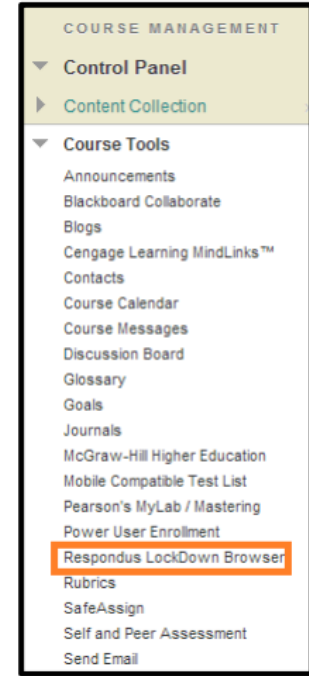 COURSE MANAGEMENT
Control Panel
Content Collection
Course Tools
Announcements
Blackboard Collaborate
Blogs
Cengage Learning MindLinks™
Contacts
Course Calendar
Course Messages
Discussion Board
Glossary
Goals
Journals
McGraw-Hill Higher Education
Mobile Compatible Test List
Pearson's MyLab / Mastering
Power User Enrollment
Respondus LockDown Browser
Rubrics
SafeAssign
Self and Peer Assessment
Send Email